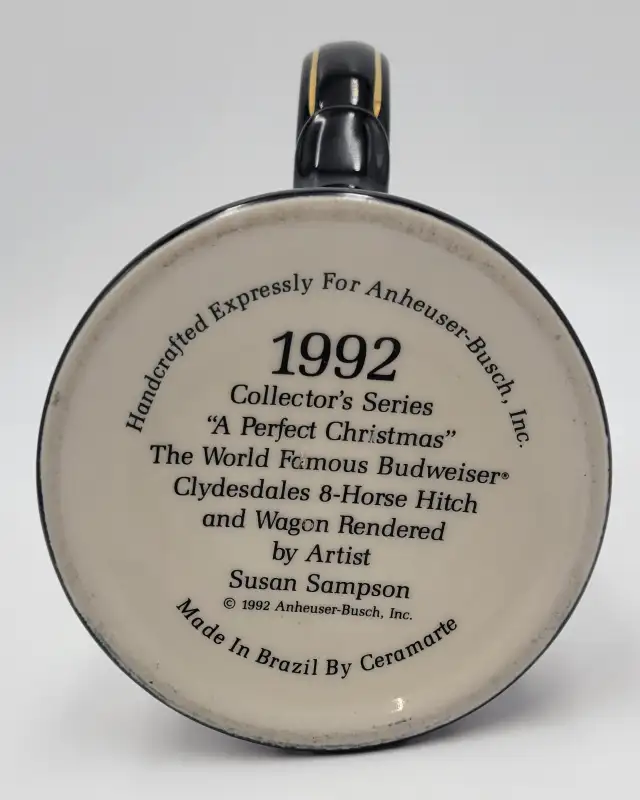 Handcrafted Expressly For Anheuser-Busch, Inc.
1992
Collector's Series
"A Perfect Christmas"
The World Famous Budweiser®
Clydesdales 8-Horse Hitch
and Wagon Rendered
by Artist
Susan Sampson
© 1992 Anheuser-Busch, Inc.
Made In Brazil By Ceramarte